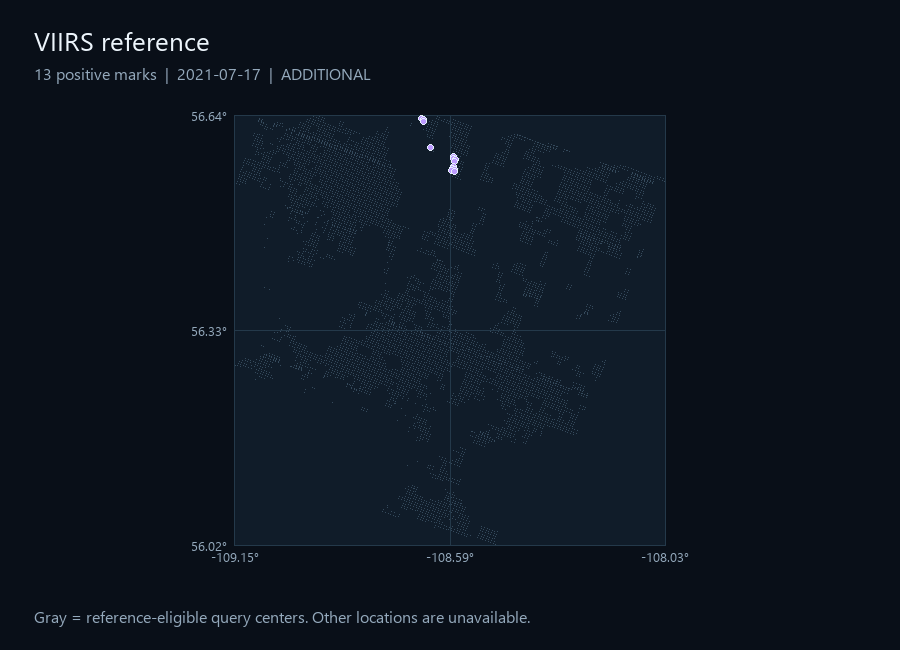 VIIRS reference
13 positive marks | 2021-07-17 | ADDITIONAL
56.64°
56.33°
56.02°
-109.15°
-108.59°
-108.03°
Gray = reference-eligible query centers. Other locations are unavailable.